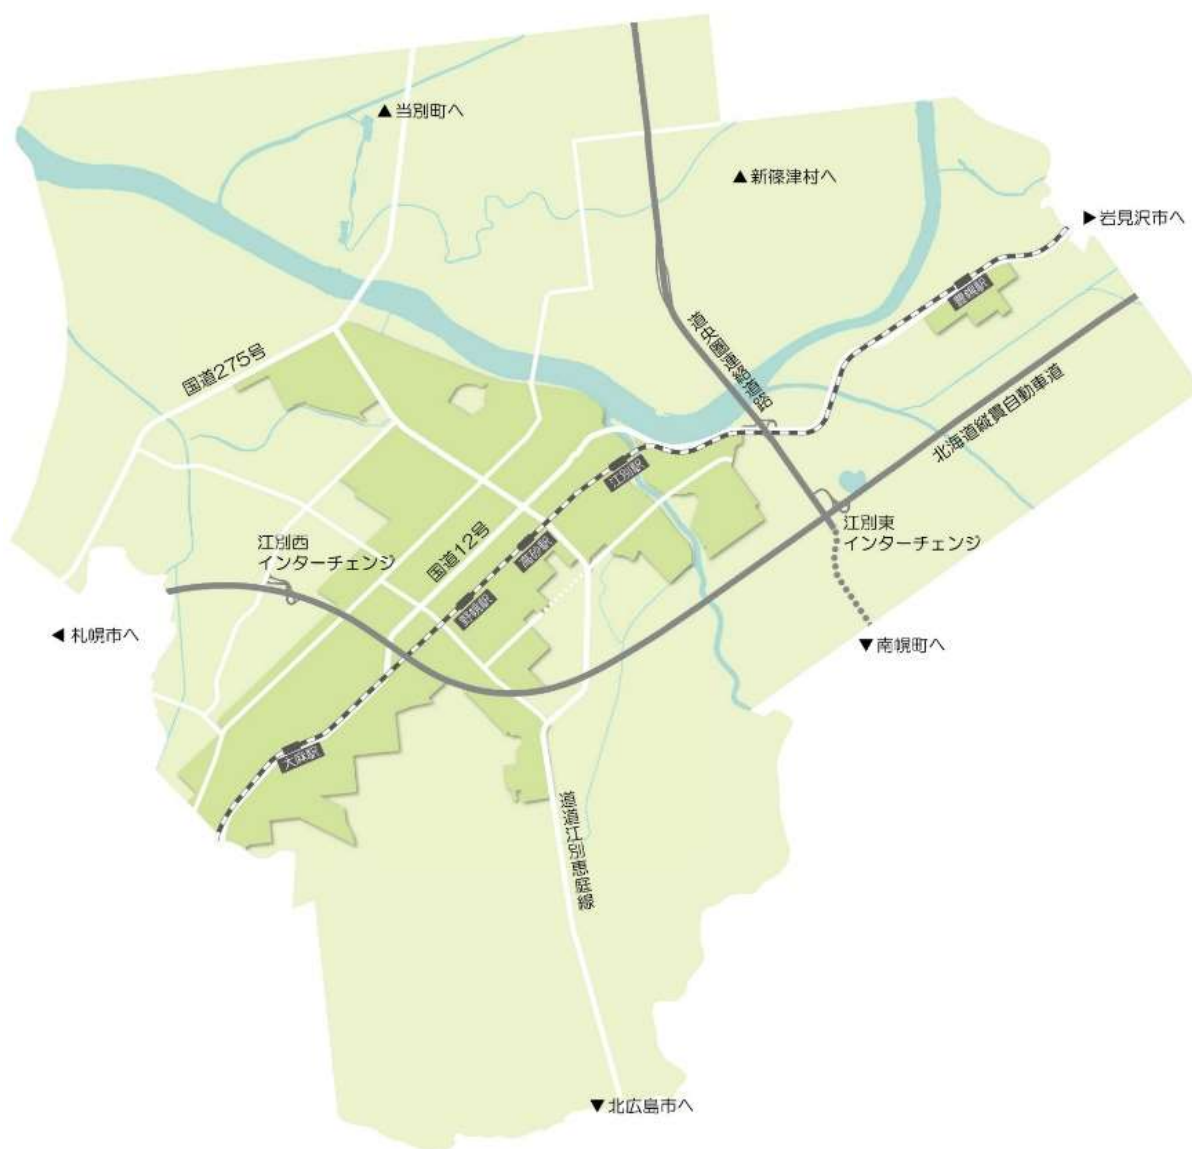 ▲当別町へ
▲新篠津村へ
▶岩見沢市へ
豊幌駅
道央圏連絡道路
国道275号
北海道縦貫自動車道
江別駅
江別東
インターチェンジ
国道12号
高砂駅
江別西
インターチェンジ
野幌駅
◀札幌市へ
▼南幌町へ
大麻駅
道道江別恵庭線
▼北広島市へ